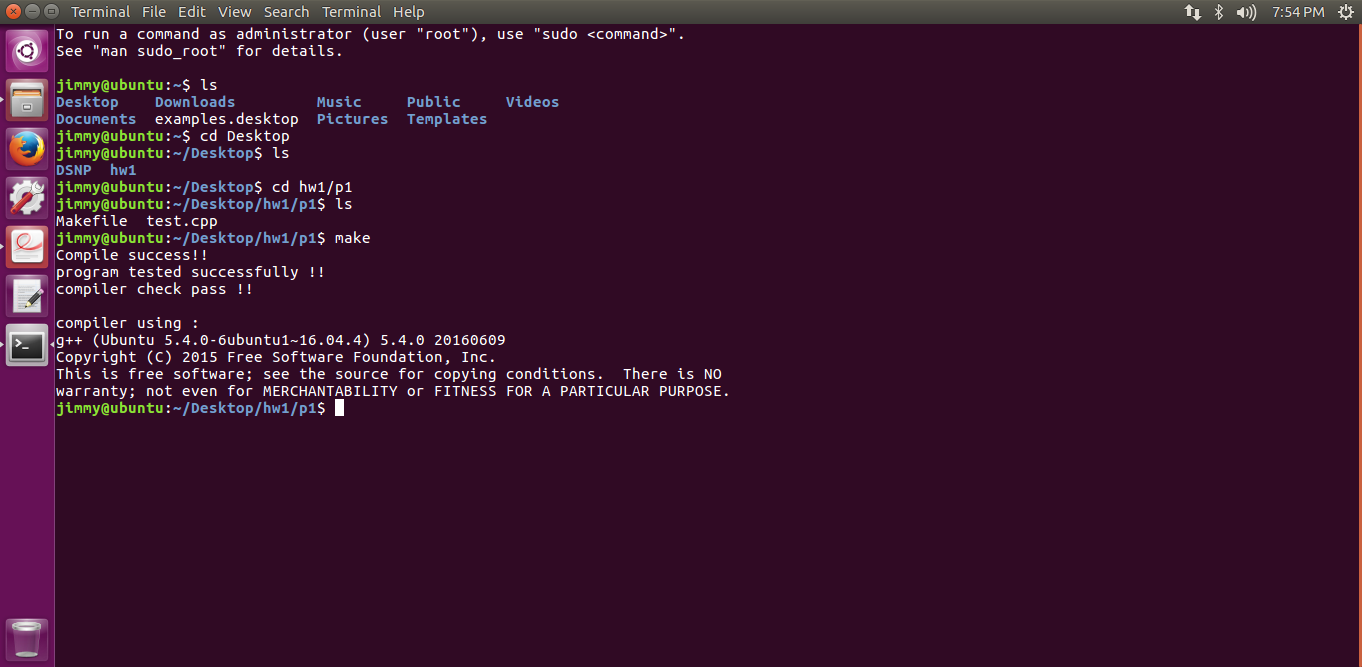 Terminal File Edit View Search Terminal Help 7:54 PM
To run a command as administrator (user "root"), use "sudo <command>".
See "man sudo_root" for details.
jimmy@ubuntu:~$ ls
Desktop Downloads Music Public Videos
Documents examples.desktop Pictures Templates
jimmy@ubuntu:~$ cd Desktop
jimmy@ubuntu:~/Desktop$ ls
DSNP hw1
jimmy@ubuntu:~/Desktop$ cd hw1/p1
jimmy@ubuntu:~/Desktop/hw1/p1$ ls
Makefile test.cpp
jimmy@ubuntu:~/Desktop/hw1/p1$ make
Compile success!!
program tested successfully !!
compiler check pass !!
compiler using :
g++ (Ubuntu 5.4.0-6ubuntu1~16.04.4) 5.4.0 20160609
Copyright (C) 2015 Free Software Foundation, Inc.
This is free software; see the source for copying conditions.  There is NO
warranty; not even for MERCHANTABILITY or FITNESS FOR A PARTICULAR PURPOSE.
jimmy@ubuntu:~/Desktop/hw1/p1$